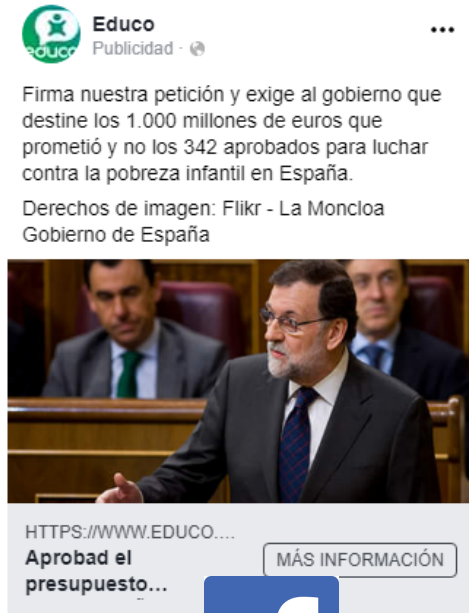 Educo
Publicidad ·
educo
Firma nuestra petición y exige al gobierno que
destine los 1.000 millones de euros que
prometió y no los 342 aprobados para luchar
contra la pobreza infantil en España.
Derechos de imagen: Flikr - La Moncloa
Gobierno de España
HTTPS://WWW.EDUCO....
Aprobad el
presupuesto...
MÁS INFORMACIÓN